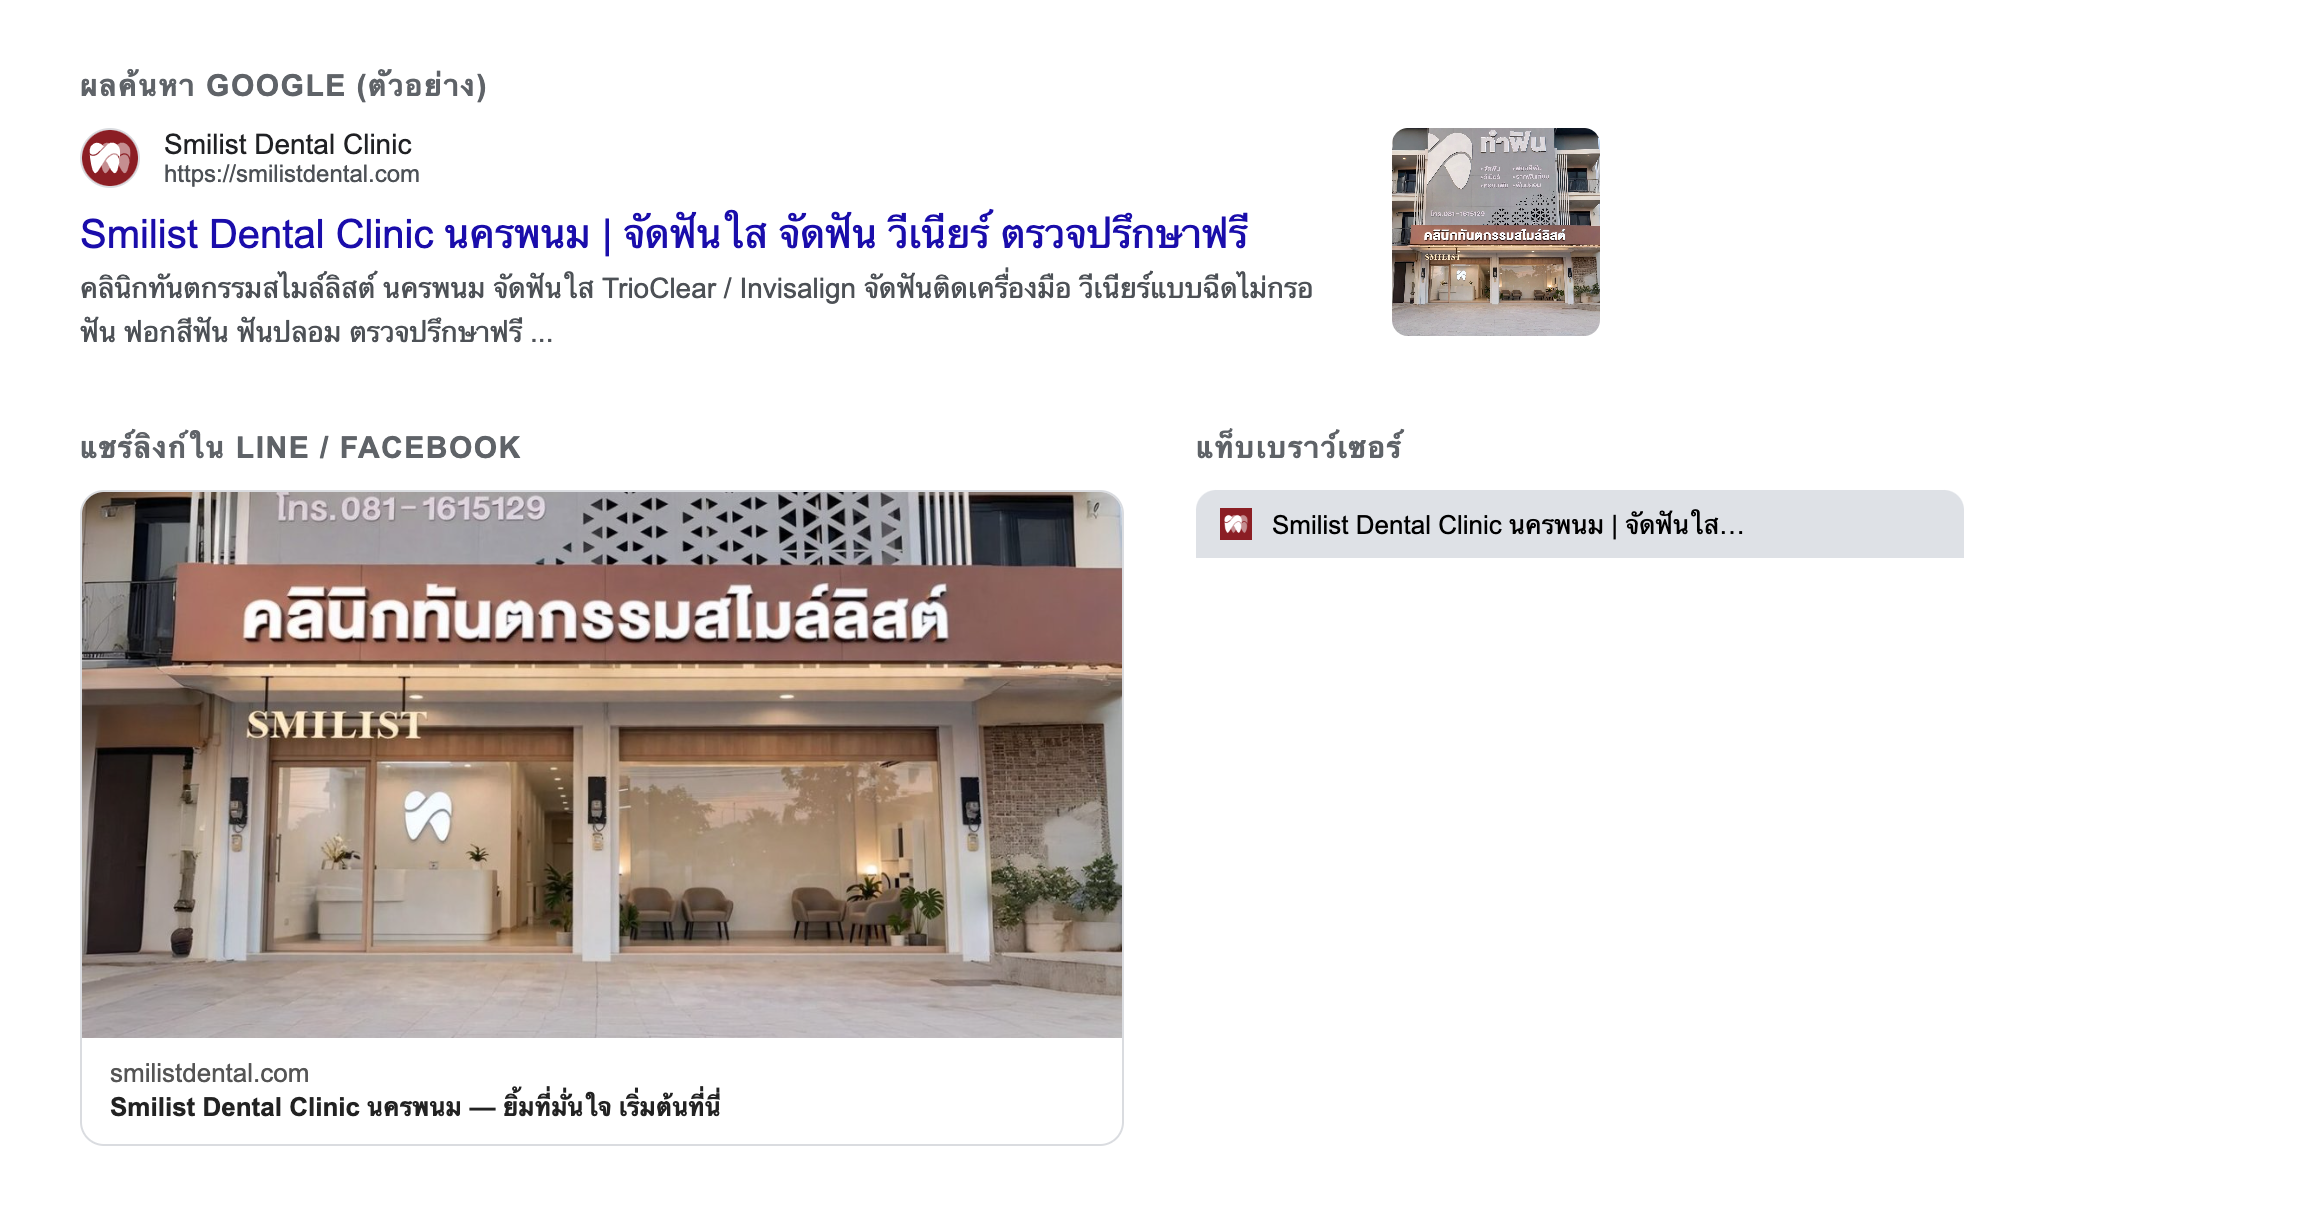 ผลค้นหา GOOGLE (ตัวอย่าง)
Smilist Dental Clinic
https://smilistdental.com
Smilist Dental Clinic นครพนม | จัดฟันใส จัดฟัน วีเนียร์ ตรวจปรึกษาฟรี
คลินิกทันตกรรมสไมล์ลิสต์ นครพนม จัดฟันใส TrioClear / Invisalign จัดฟันติดเครื่องมือ วีเนียร์แบบฉีดไม่กรอ
ฟัน ฟอกสีฟัน ฟันปลอม ตรวจปรึกษาฟรี ...
ทำฟัน
โทร.081-1615129
คลินิกทันตกรรมสไมล์ลิสต์
SMILIST
แชร์ลิงก์ใน LINE / FACEBOOK
โทร.081-1615129
คลินิกทันตกรรมสไมล์ลิสต์
SMILIST
smilistdental.com
Smilist Dental Clinic นครพนม — ยิ้มที่มั่นใจ เริ่มต้นที่นี่
แท็บเบราว์เซอร์
Smilist Dental Clinic นครพนม | จัดฟันใส…